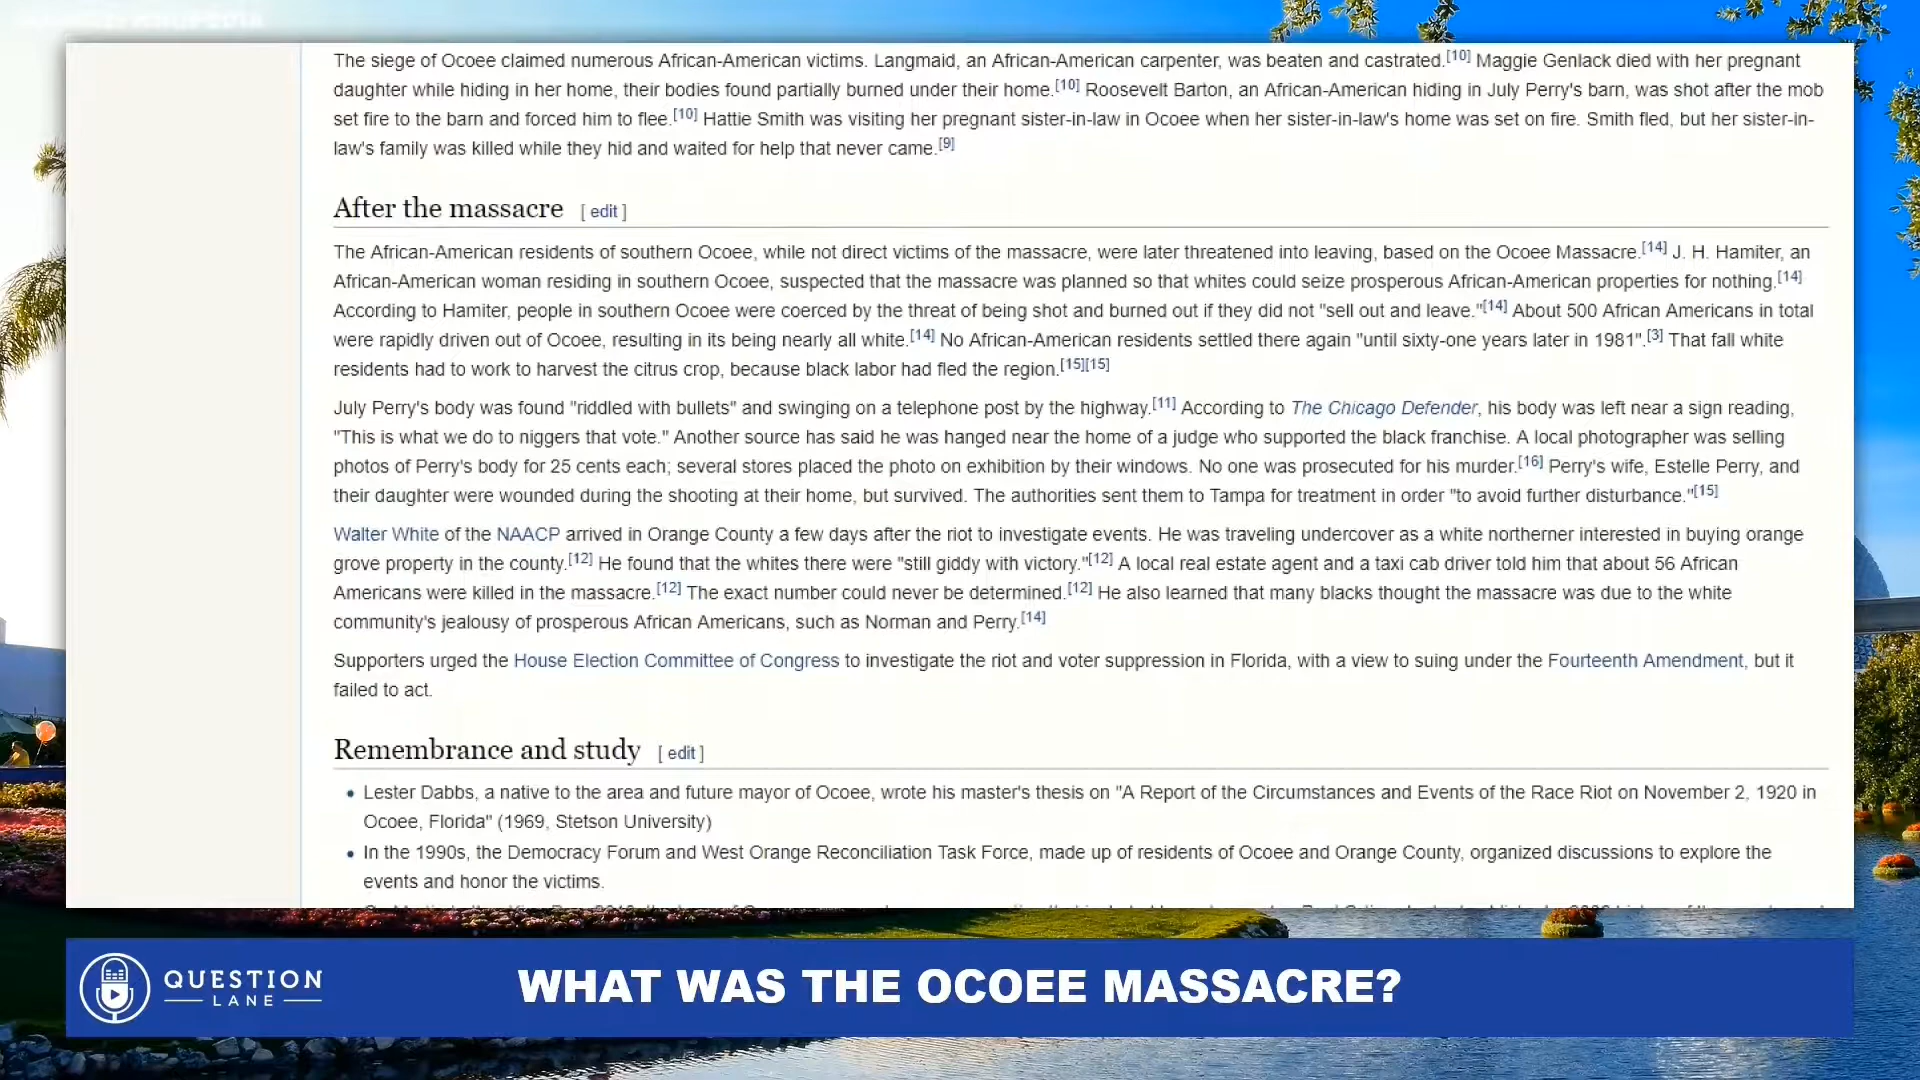 The siege of Ocoee claimed numerous African-American victims. Langmaid, an African-American carpenter, was beaten and castrated.[10] Maggie Genlack died with her pregnant
daughter while hiding in her home, their bodies found partially burned under their home.[10] Roosevelt Barton, an African-American hiding in July Perry's barn, was shot after the mob
set fire to the barn and forced him to flee.[10] Hattie Smith was visiting her pregnant sister-in-law in Ocoee when her sister-in-law's home was set on fire. Smith fled, but her sister-in-
law's family was killed while they hid and waited for help that never came.[9]
After the massacre [ edit ]
The African-American residents of southern Ocoee, while not direct victims of the massacre, were later threatened into leaving, based on the Ocoee Massacre.[14] J. H. Hamiter, an
African-American woman residing in southern Ocoee, suspected that the massacre was planned so that whites could seize prosperous African-American properties for nothing.[14]
According to Hamiter, people in southern Ocoee were coerced by the threat of being shot and burned out if they did not "sell out and leave."[14] About 500 African Americans in total
were rapidly driven out of Ocoee, resulting in its being nearly all white.[14] No African-American residents settled there again "until sixty-one years later in 1981".[3] That fall white
residents had to work to harvest the citrus crop, because black labor had fled the region.[15][15]
July Perry's body was found "riddled with bullets" and swinging on a telephone post by the highway.[11] According to The Chicago Defender, his body was left near a sign reading,
"This is what we do to niggers that vote." Another source has said he was hanged near the home of a judge who supported the black franchise. A local photographer was selling
photos of Perry's body for 25 cents each; several stores placed the photo on exhibition by their windows. No one was prosecuted for his murder.[16] Perry's wife, Estelle Perry, and
their daughter were wounded during the shooting at their home, but survived. The authorities sent them to Tampa for treatment in order "to avoid further disturbance."[15]
Walter White of the NAACP arrived in Orange County a few days after the riot to investigate events. He was traveling undercover as a white northerner interested in buying orange
grove property in the county.[12] He found that the whites there were "still giddy with victory."[12] A local real estate agent and a taxi cab driver told him that about 56 African
Americans were killed in the massacre.[12] The exact number could never be determined.[12] He also learned that many blacks thought the massacre was due to the white
community's jealousy of prosperous African Americans, such as Norman and Perry.[14]
Supporters urged the House Election Committee of Congress to investigate the riot and voter suppression in Florida, with a view to suing under the Fourteenth Amendment, but it
failed to act.
Remembrance and study [ edit ]
• Lester Dabbs, a native to the area and future mayor of Ocoee, wrote his master's thesis on "A Report of the Circumstances and Events of the Race Riot on November 2, 1920 in
Ocoee, Florida" (1969, Stetson University)
• In the 1990s, the Democracy Forum and West Orange Reconciliation Task Force, made up of residents of Ocoee and Orange County, organized discussions to explore the
events and honor the victims.
QUESTION
LANE
WHAT WAS THE OCOEE MASSACRE?